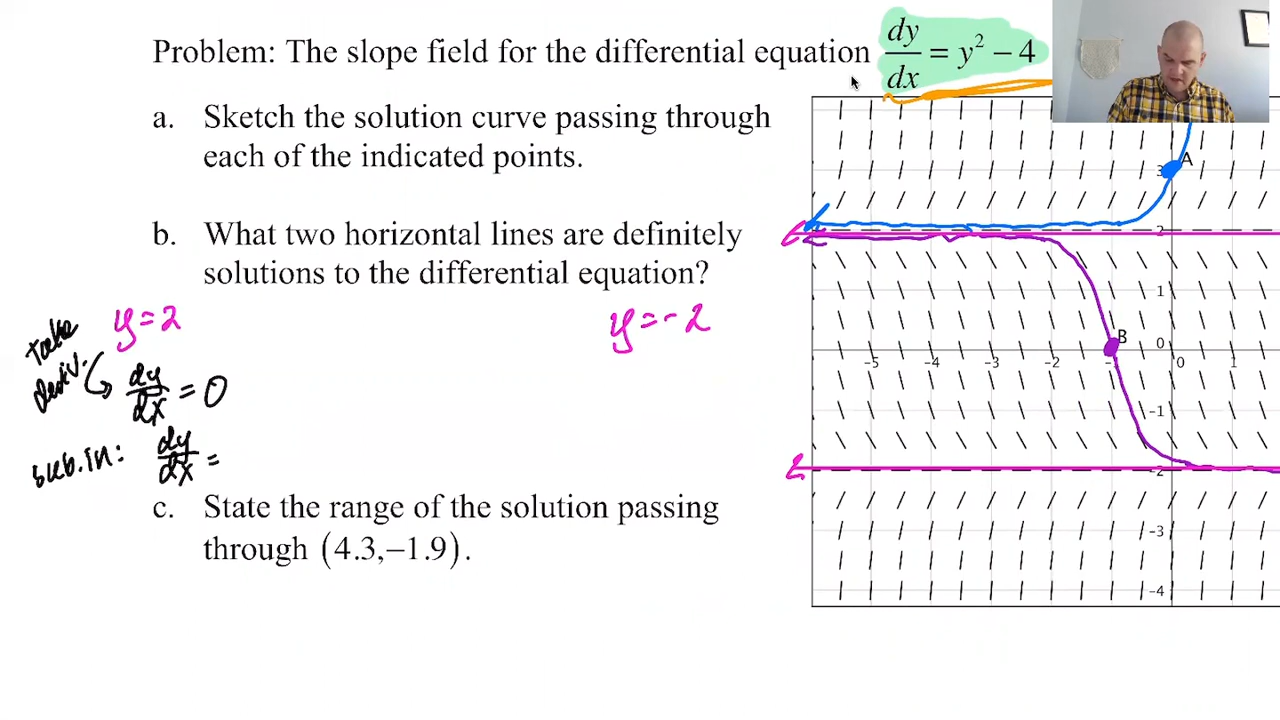 Problem: The slope field for the differential equation dy/dx = y² − 4
a. Sketch the solution curve passing through
each of the indicated points.
b. What two horizontal lines are definitely
solutions to the differential equation?
y=2
y=-2
take
deriv.
dy/dx = 0
sub.in: dy/dx =
c. State the range of the solution passing
through (4.3,−1.9).
3 A
2
1
B
0
-5 -4 -3 -2 - 0 1
-1
-2
-3
-4